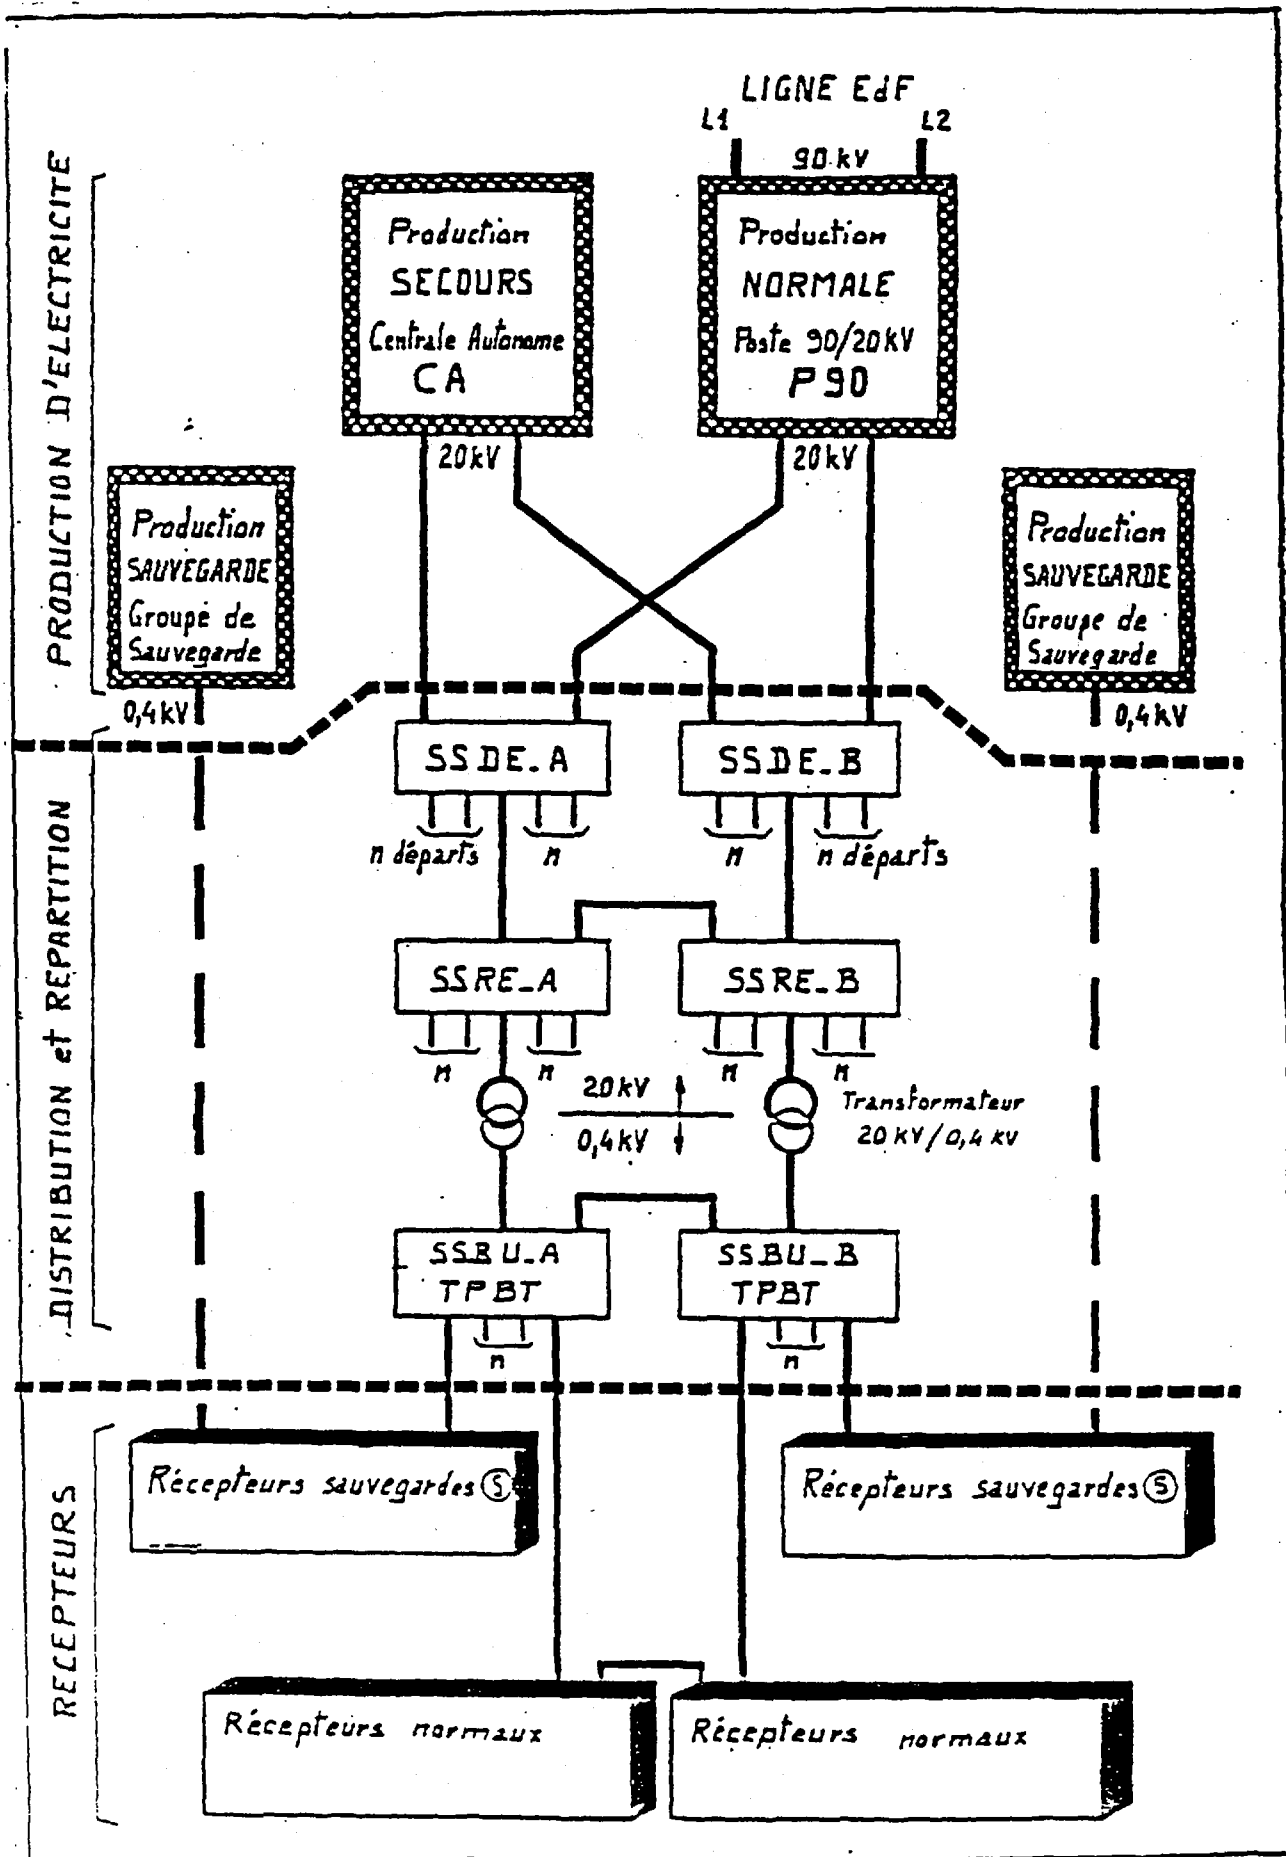 LIGNE EdF
L1
L2
90 kV
PRODUCTION D'ELECTRICITE
Production
SECOURS
Centrale Autonome
CA
Production
NORMALE
Poste 90/20kV
P90
20kV
20kV
Production
SAUVEGARDE
Groupe de
Sauvegarde
Production
SAUVEGARDE
Groupe de
Sauvegarde
0,4kV
0,4kV
DISTRIBUTION et REPARTITION
SSDE_A
SSDE_B
n départs
n
n
n départs
SSRE_A
SSRE_B
n
n
n
n
20kV
0,4kV
Transformateur
20 kV/0,4 kV
SSBU_A
TPBT
SSBU_B
TPBT
n
n
RECEPTEURS
Récepteurs sauvegardes S
Récepteurs sauvegardes S
Récepteurs normaux
Récepteurs normaux